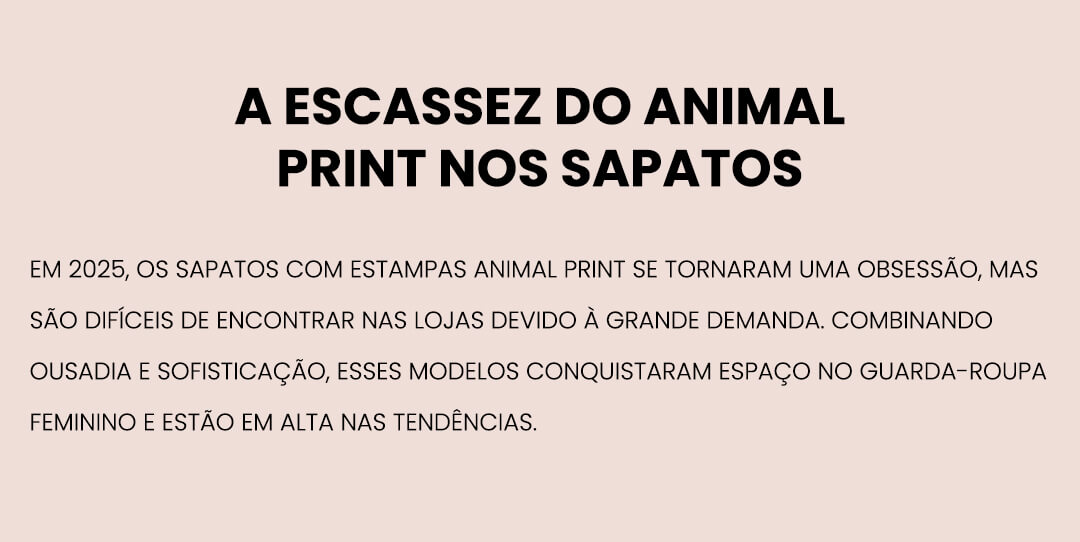 A ESCASSEZ DO ANIMAL
PRINT NOS SAPATOS
EM 2025, OS SAPATOS COM ESTAMPAS ANIMAL PRINT SE TORNARAM UMA OBSESSÃO, MAS
SÃO DIFÍCEIS DE ENCONTRAR NAS LOJAS DEVIDO À GRANDE DEMANDA. COMBINANDO
OUSADIA E SOFISTICAÇÃO, ESSES MODELOS CONQUISTARAM ESPAÇO NO GUARDA-ROUPA
FEMININO E ESTÃO EM ALTA NAS TENDÊNCIAS.